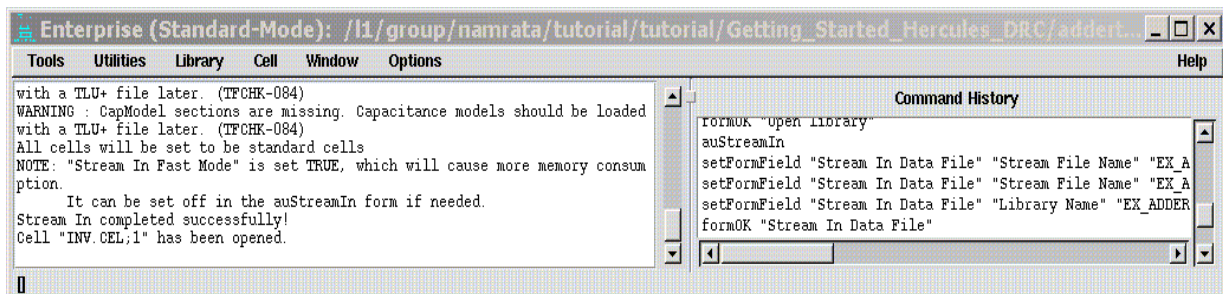 Enterprise (Standard-Mode): /l1/group/namrata/tutorial/tutorial/Getting_Started_Hercules_DRC/addert...
Tools Utilities Library Cell Window Options Help
with a TLU+ file later. (TFCHK-084)
WARNING : CapModel sections are missing. Capacitance models should be loaded
with a TLU+ file later. (TFCHK-084)
All cells will be set to be standard cells
NOTE: "Stream In Fast Mode" is set TRUE, which will cause more memory consum
ption.
It can be set off in the auStreamIn form if needed.
Stream In completed successfully!
Cell "INV.CEL;1" has been opened.
Command History
formOK "Open Library"
auStreamIn
setFormField "Stream In Data File" "Stream File Name" "EX_A
setFormField "Stream In Data File" "Stream File Name" "EX_A
setFormField "Stream In Data File" "Library Name" "EX_ADDER
formOK "Stream In Data File"